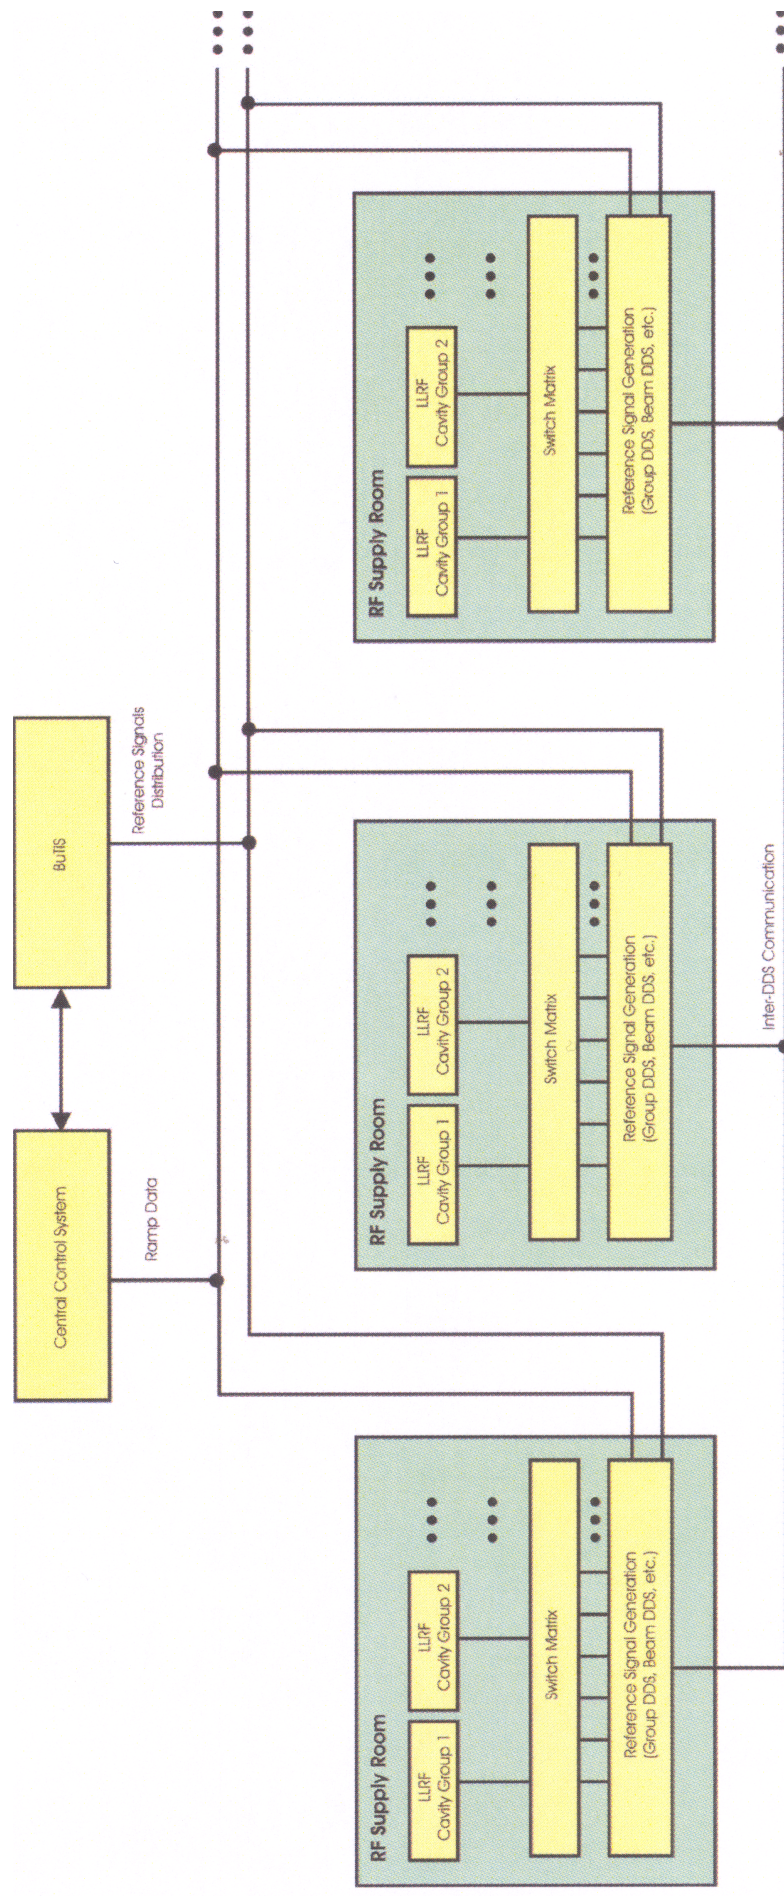 Central Control System
BuTiS
Ramp Data
Reference Signals
Distribution
RF Supply Room
LLRF
Cavity Group 1
LLRF
Cavity Group 2
Switch Matrix
Reference Signal Generation
(Group DDS, Beam DDS, etc.)
RF Supply Room
LLRF
Cavity Group 1
LLRF
Cavity Group 2
Switch Matrix
Reference Signal Generation
(Group DDS, Beam DDS, etc.)
RF Supply Room
LLRF
Cavity Group 1
LLRF
Cavity Group 2
Switch Matrix
Reference Signal Generation
(Group DDS, Beam DDS, etc.)
Inter-DDS Communication